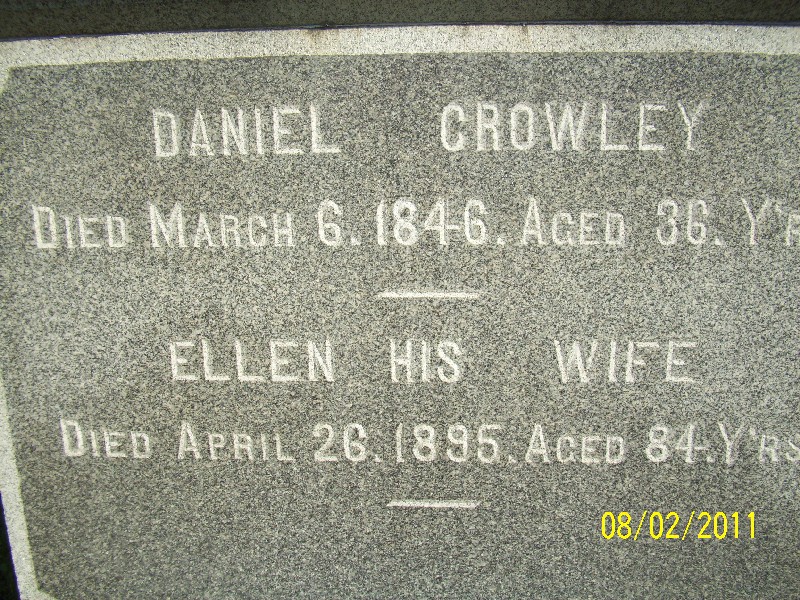 DANIEL CROWLEY
DIED MARCH 6. 1846. AGED 36. Y'R
ELLEN HIS WIFE
DIED APRIL 26. 1895. AGED 84. Y'RS
08/02/2011